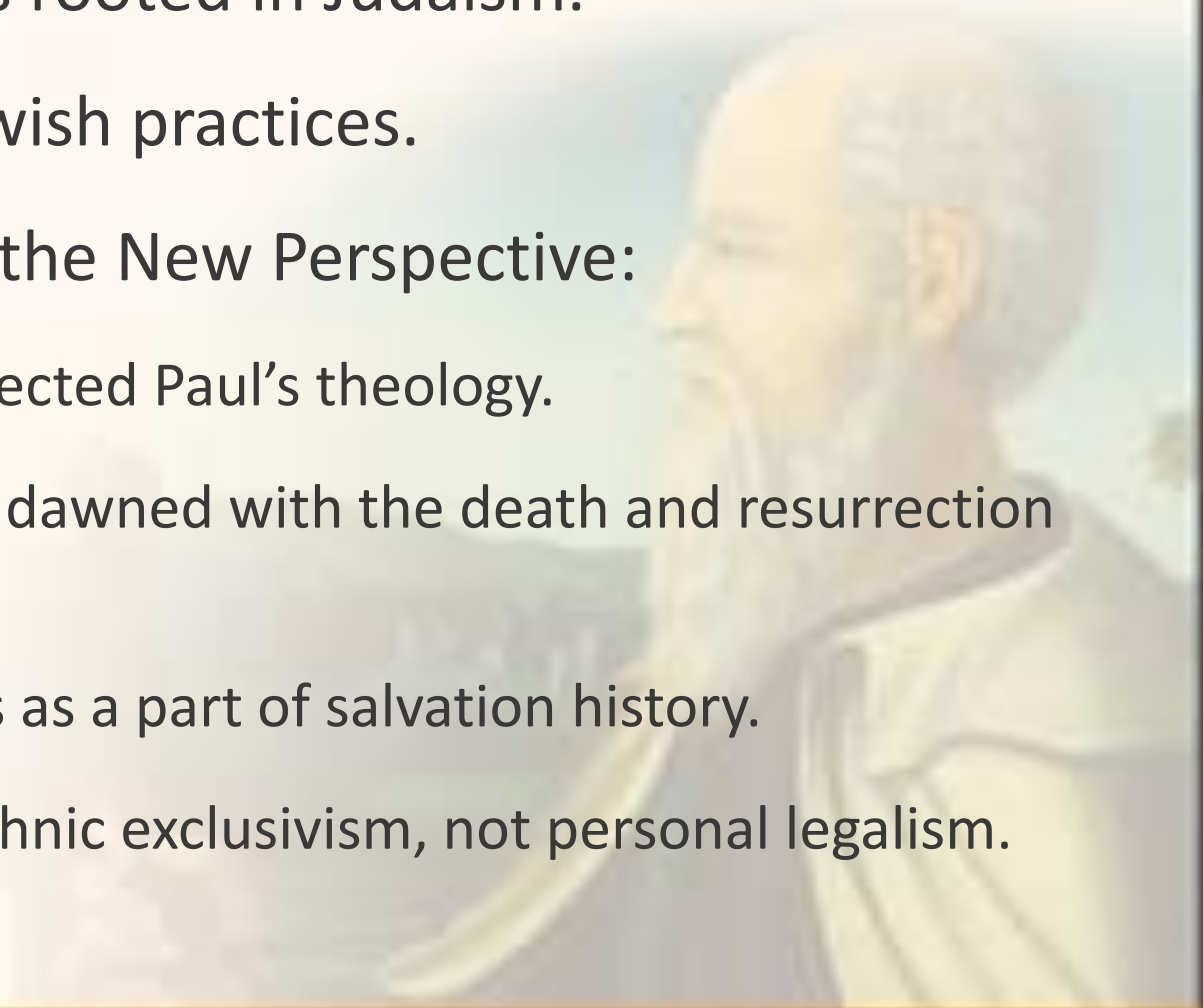 s rooted in Judaism.
wish practices.
the New Perspective:
ected Paul’s theology.
dawned with the death and resurrection
s as a part of salvation history.
hnic exclusivism, not personal legalism.